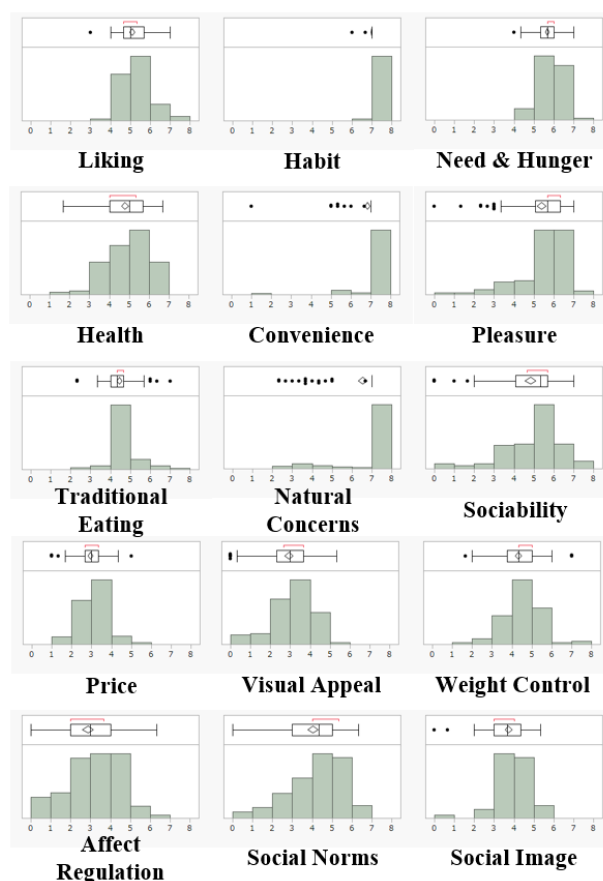 0 1 2 3 4 5 6 7 8
0 1 2 3 4 5 6 7 8
0 1 2 3 4 5 6 7 8
Liking
Habit
Need & Hunger
0 1 2 3 4 5 6 7 8
0 1 2 3 4 5 6 7 8
0 1 2 3 4 5 6 7 8
Health
Convenience
Pleasure
0 1 2 3 4 5 6 7 8
0 1 2 3 4 5 6 7 8
0 1 2 3 4 5 6 7 8
Traditional
Eating
Natural
Concerns
Sociability
0 1 2 3 4 5 6 7 8
0 1 2 3 4 5 6 7 8
0 1 2 3 4 5 6 7 8
Price
Visual Appeal
Weight Control
0 1 2 3 4 5 6 7 8
0 1 2 3 4 5 6 7 8
0 1 2 3 4 5 6 7 8
Affect
Regulation
Social Norms
Social Image